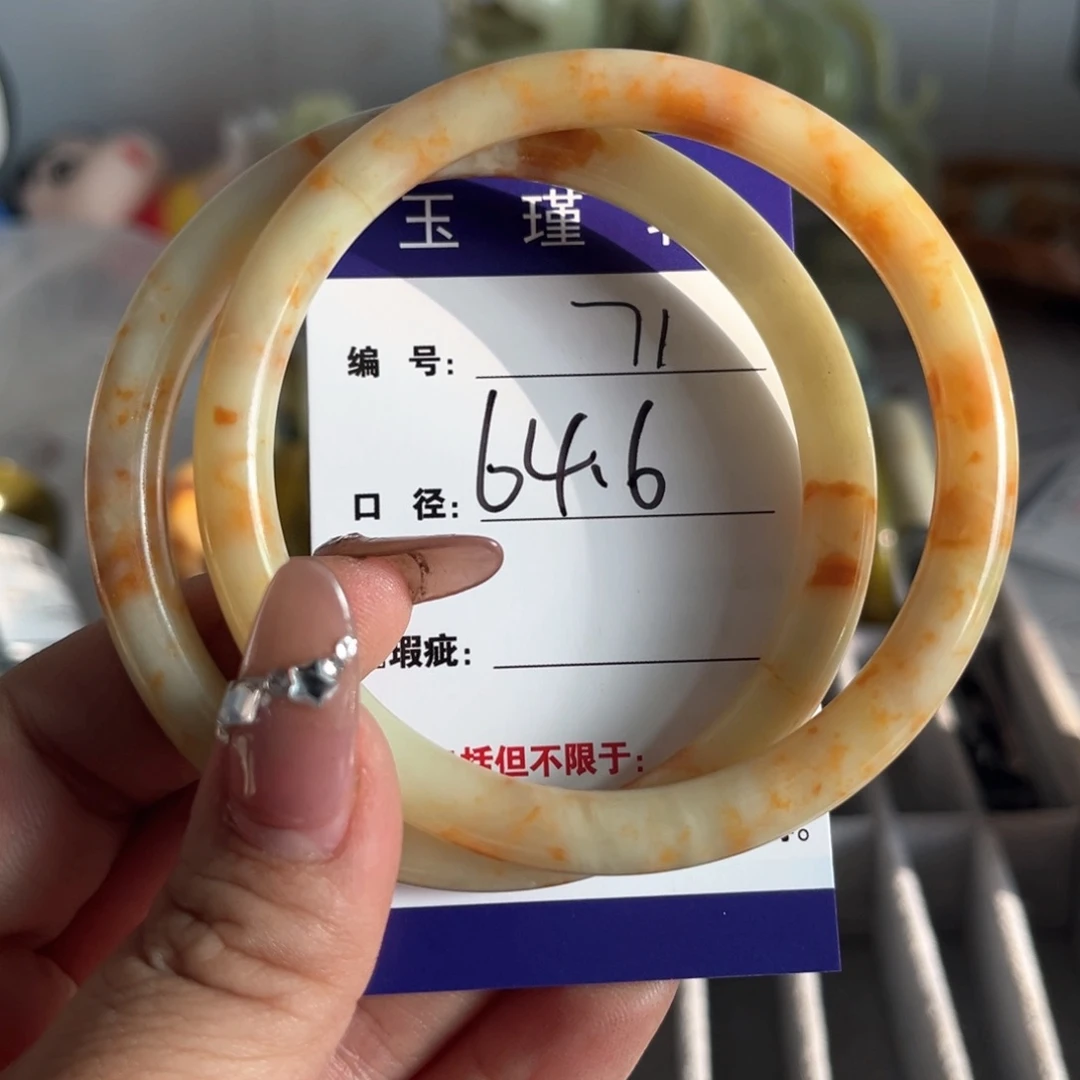 玉 瑾
编 号: 71
口 径: 64.6
瑕疵:
括但不限于:
。